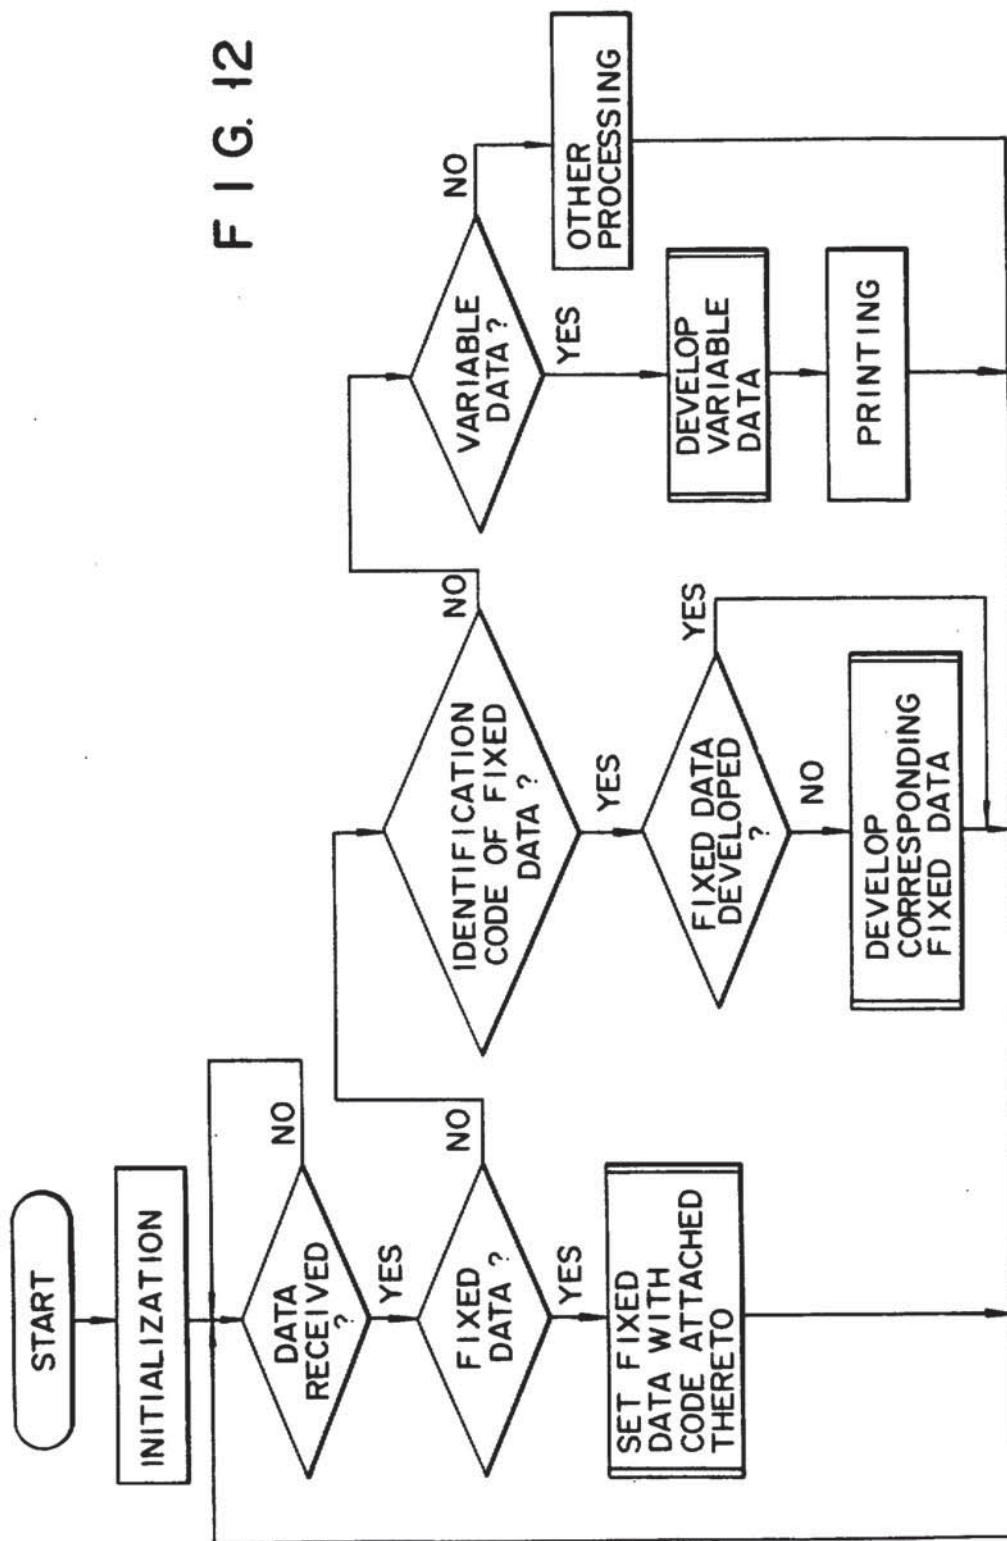 FIG. 12
START
INITIALIZATION
DATA
RECEIVED
?
NO
YES
FIXED
DATA?
NO
YES
SET FIXED
DATA WITH
CODE ATTACHED
THERETO
IDENTIFICATION
CODE OF FIXED
DATA?
NO
YES
FIXED DATA
DEVELOPED
?
YES
NO
DEVELOP
CORRESPONDING
FIXED DATA
VARIABLE
DATA?
NO
YES
OTHER
PROCESSING
DEVELOP
VARIABLE
DATA
PRINTING